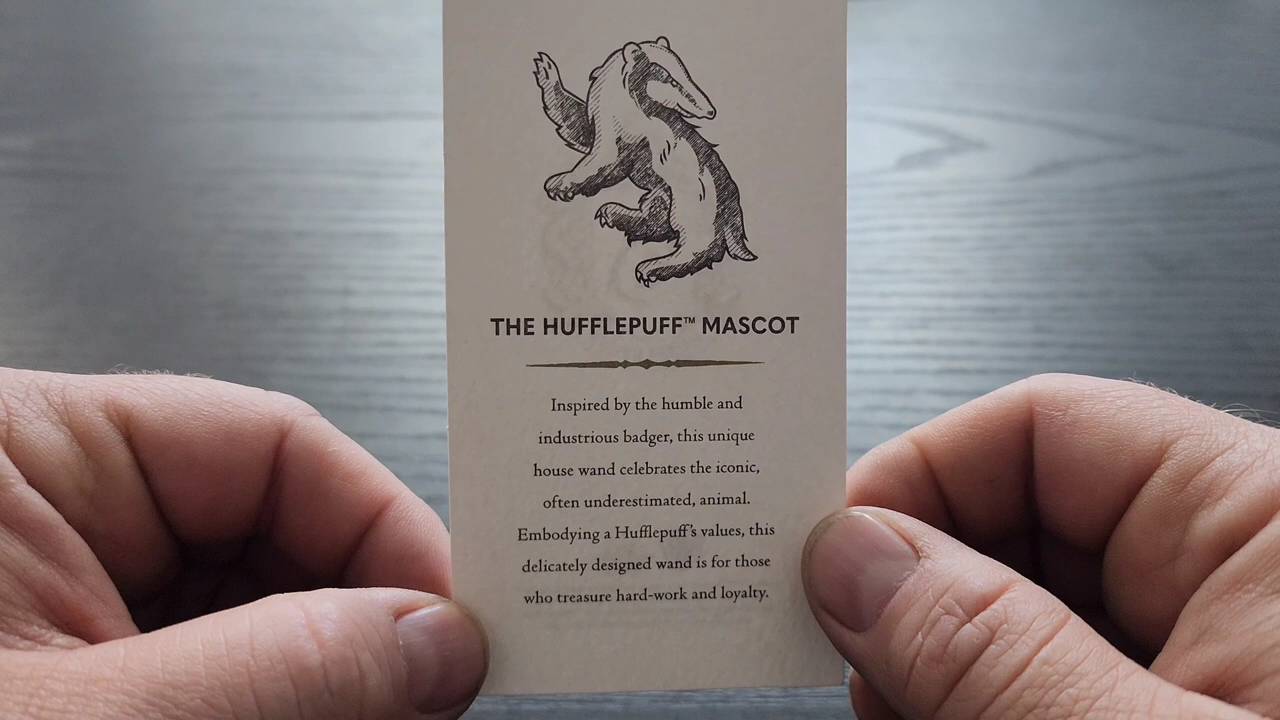 THE HUFFLEPUFF™ MASCOT
Inspired by the humble and
industrious badger, this unique
house wand celebrates the iconic,
often underestimated, animal.
Embodying a Hufflepuff's values, this
delicately designed wand is for those
who treasure hard-work and loyalty.